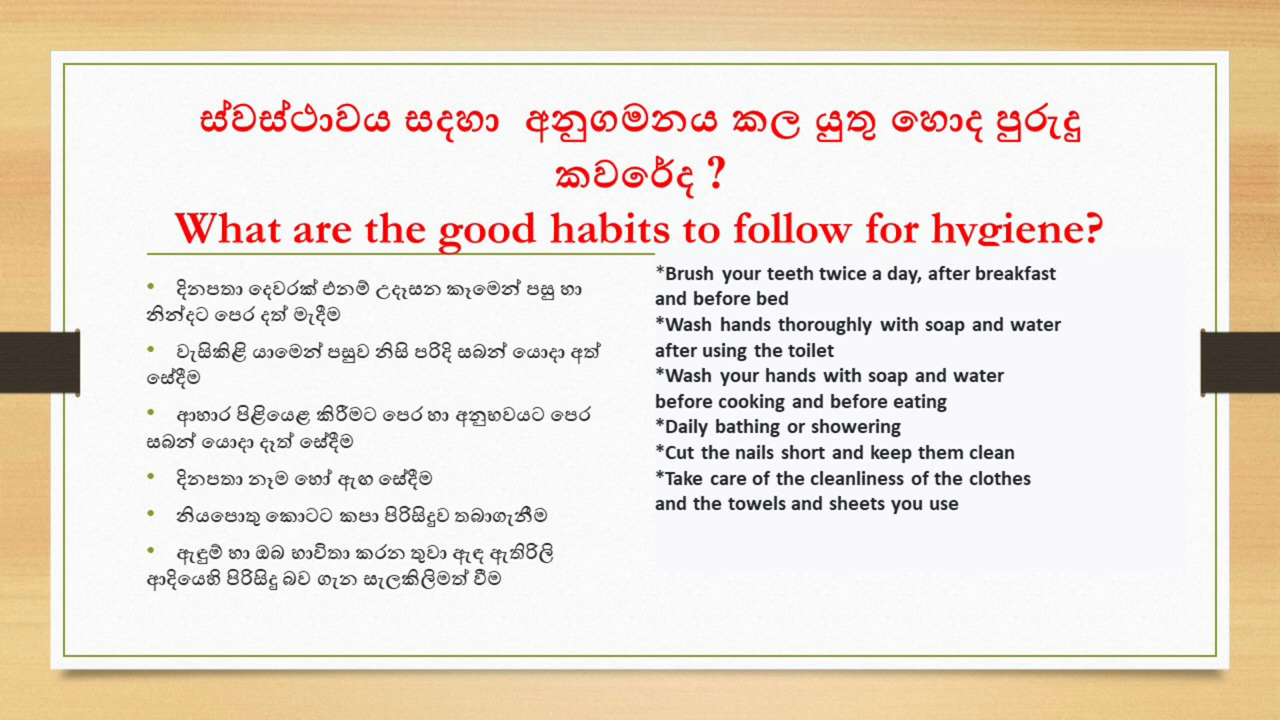 ස්වස්ථාවය සදහා අනුගමනය කල යුතු හොද පුරුදු
කවරේද ?
What are the good habits to follow for hygiene?
• දිනපතා දෙවරක් එනම් උදෑසන කෑමෙන් පසු හා
නින්දට පෙර දත් මැදීම
• වැසිකිළි යාමෙන් පසුව නිසි පරිදි සබන් යොදා අත්
සේදීම
• ආහාර පිළියෙළ කිරීමට පෙර හා අනුභවයට පෙර
සබන් යොදා දෑත් සේදීම
• දිනපතා නෑම හෝ ඇඟ සේදීම
• නියපොතු කොටට කපා පිරිසිදුව තබාගැනීම
• ඇඳුම් හා ඔබ භාවිතා කරන තුවා ඇඳ ඇතිරිලි
ආදියෙහි පිරිසිදු බව ගැන සැලකිලිමත් වීම
*Brush your teeth twice a day, after breakfast
and before bed
*Wash hands thoroughly with soap and water
after using the toilet
*Wash your hands with soap and water
before cooking and before eating
*Daily bathing or showering
*Cut the nails short and keep them clean
*Take care of the cleanliness of the clothes
and the towels and sheets you use